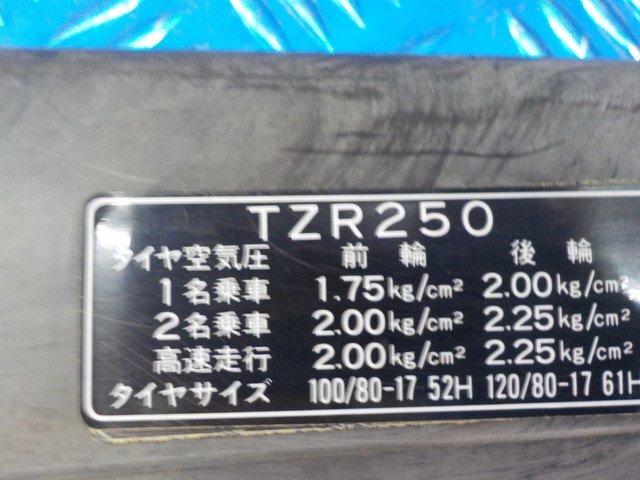 TZR250
タイヤ空気圧 前輪 後輪
1名乗車 1.75kg/cm² 2.00kg/cm²
2名乗車 2.00kg/cm² 2.25kg/cm²
高速走行 2.00kg/cm² 2.25kg/cm²
タイヤサイズ 100/80-17 52H 120/80-17 61H